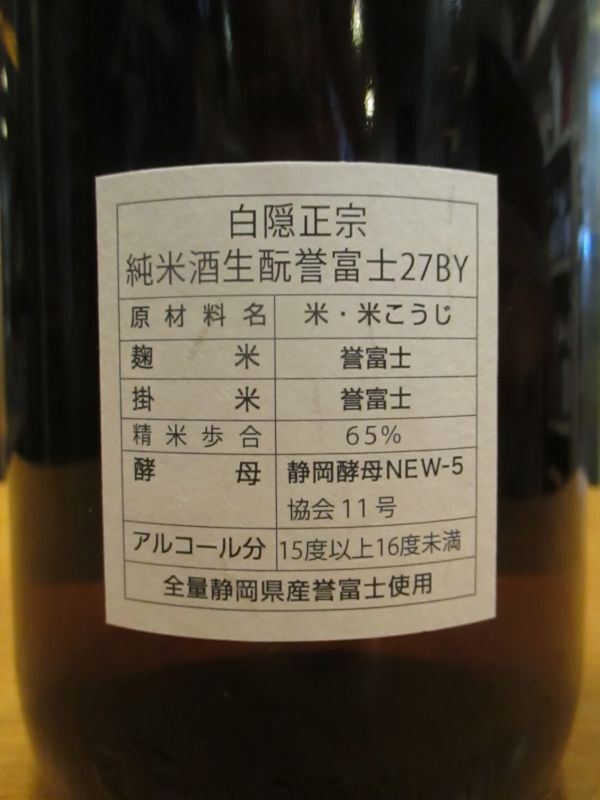 白隠正宗
純米酒生酛誉富士27BY
原材料名 米・米こうじ
麹米 誉富士
掛米 誉富士
精米歩合 65%
酵母 静岡酵母NEW-5
協会11号
アルコール分 15度以上16度未満
全量静岡県産誉富士使用